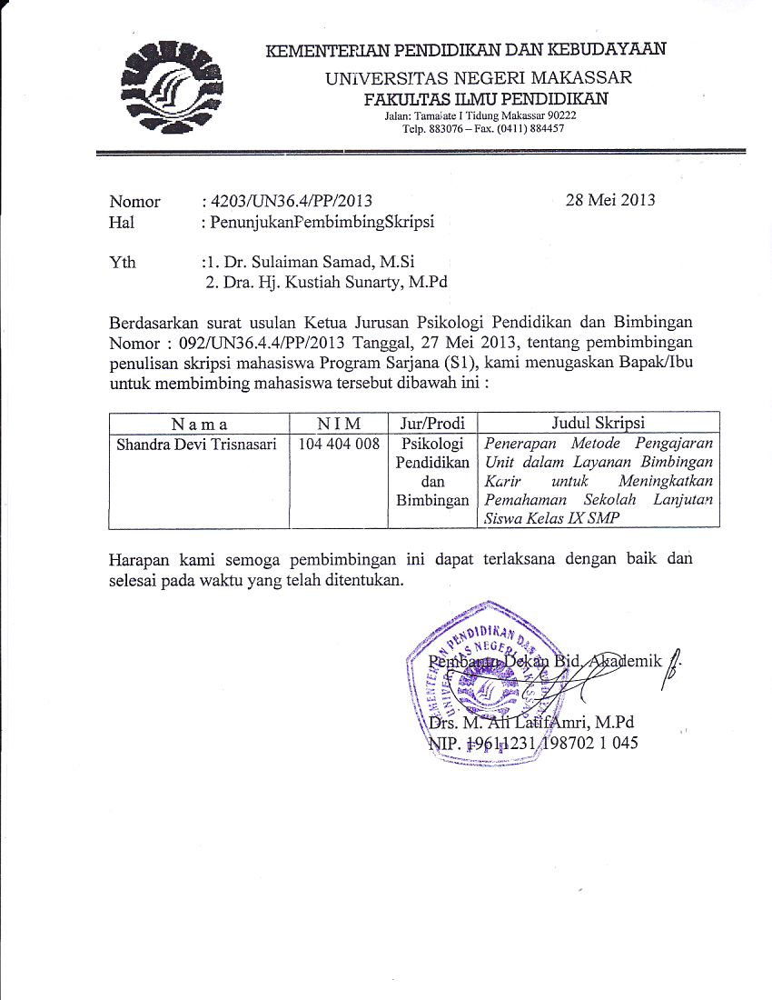 KEMENTERIAN PENDIDIKAN DAN KEBUDAYAAN
UNIVERSITAS NEGERI MAKASSAR
FAKULTAS ILMU PENDIDIKAN
Jalan: Tamalate I Tidung Makassar 90222
Telp. 883076 – Fax. (0411) 884457
Nomor : 4203/UN36.4/PP/2013 28 Mei 2013
Hal : PenunjukanPembimbingSkripsi
Yth :1. Dr. Sulaiman Samad, M.Si
2. Dra. Hj. Kustiah Sunarty, M.Pd
Berdasarkan surat usulan Ketua Jurusan Psikologi Pendidikan dan Bimbingan
Nomor : 092/UN36.4.4/PP/2013 Tanggal, 27 Mei 2013, tentang pembimbingan
penulisan skripsi mahasiswa Program Sarjana (S1), kami menugaskan Bapak/Ibu
untuk membimbing mahasiswa tersebut dibawah ini :
N a m a N I M Jur/Prodi Judul Skripsi
Shandra Devi Trisnasari 104 404 008 Psikologi Penerapan Metode Pengajaran
Pendidikan Unit dalam Layanan Bimbingan
dan Karir untuk Meningkatkan
Bimbingan Pemahaman Sekolah Lanjutan
Siswa Kelas IX SMP
Harapan kami semoga pembimbingan ini dapat terlaksana dengan baik dan
selesai pada waktu yang telah ditentukan.
Pembantu Dekan Bid. Akademik
Drs. M. Ali LatifAmri, M.Pd
NIP. 19611231 198702 1 045
KEMENTERIAN PENDIDIKAN DAN KEBUDAYAAN
UNIVERSITAS NEGERI MAKASSAR